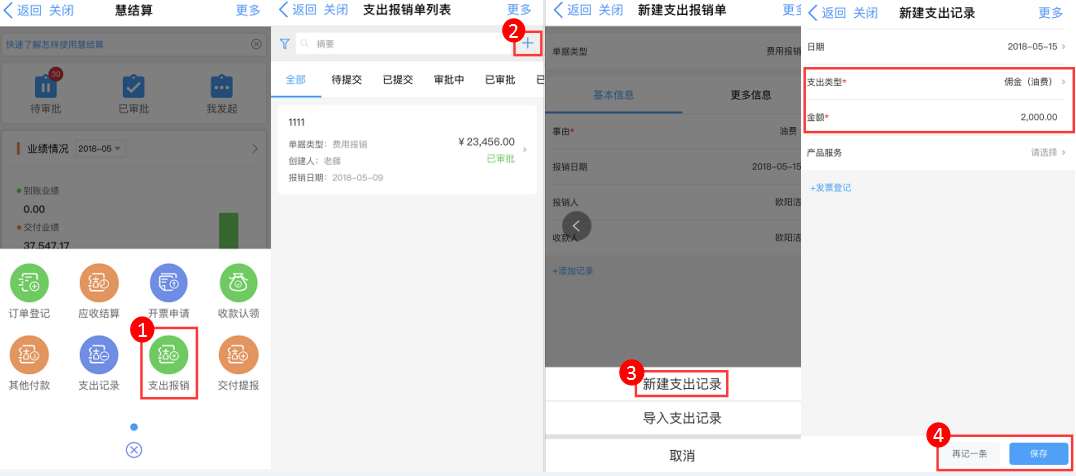 返回 关闭 慧结算 更多
快速了解怎样使用慧结算
30
待审批 已审批 我发起
业绩情况 2018-05
到账业绩
0.00
交付业绩
37,547.17
订单登记 应收结算 开票申请 收款认领
1
其他付款 支出记录 支出报销 交付提报
返回 关闭 支出报销单列表 更多
2
摘要 +
全部 待提交 已提交 审批中 已审批
1111
单据类型: 费用报销 ¥ 23,456.00
创建人: 老藤 已审批
报销日期: 2018-05-09
返回 关闭 新建支出报销单 更多
单据类型 费用报销
基本信息 更多信息
事由* 油费
报销日期 2018-05-15
报销人 欧阳洁
收款人 欧阳洁
+添加记录
3
新建支出记录
导入支出记录
取消
返回 关闭 新建支出记录 更多
日期 2018-05-15
支出类型* 佣金（油费）
金额* 2,000.00
产品服务 请选择
+发票登记
4
再记一条 保存